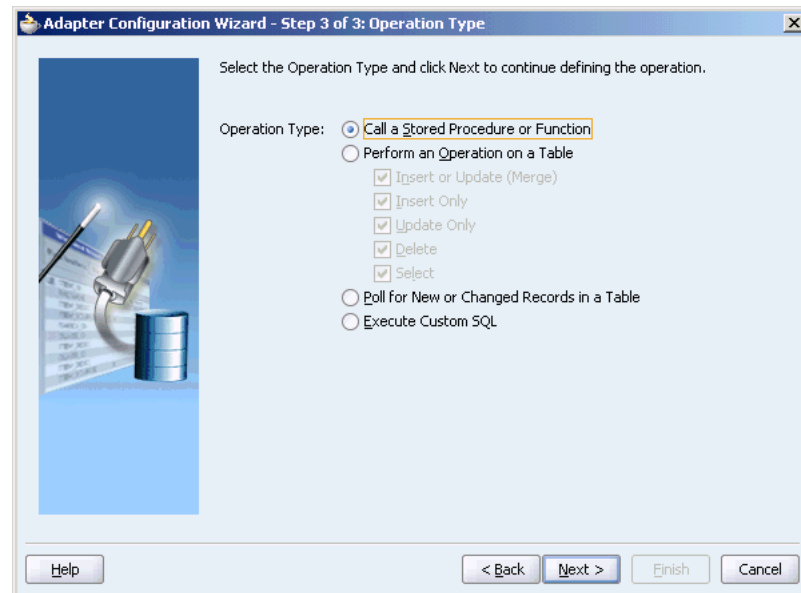 Adapter Configuration Wizard - Step 3 of 3: Operation Type
Select the Operation Type and click Next to continue defining the operation.
Operation Type: Call a Stored Procedure or Function
Perform an Operation on a Table
Insert or Update (Merge)
Insert Only
Update Only
Delete
Select
Poll for New or Changed Records in a Table
Execute Custom SQL
Help < Back Next > Finish Cancel